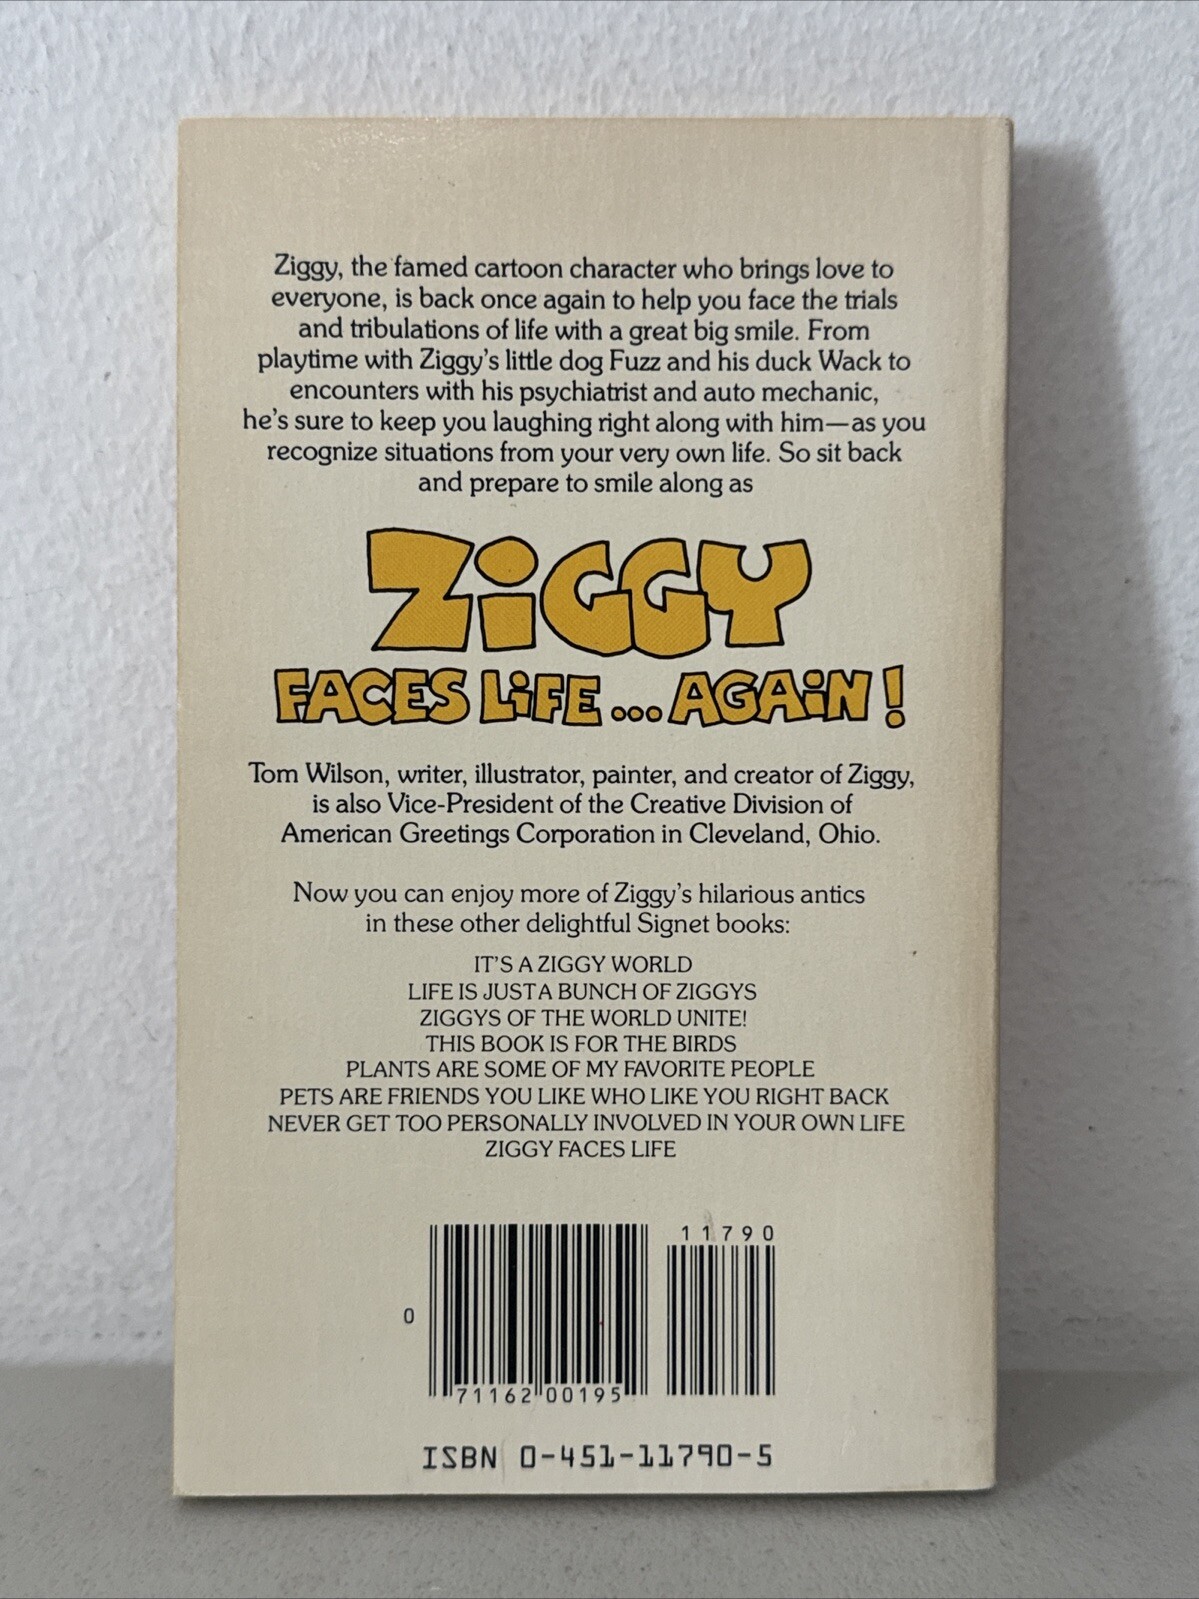 Ziggy, the famed cartoon character who brings love to
everyone, is back once again to help you face the trials
and tribulations of life with a great big smile. From
playtime with Ziggy's little dog Fuzz and his duck Wack to
encounters with his psychiatrist and auto mechanic,
he's sure to keep you laughing right along with him—as you
recognize situations from your very own life. So sit back
and prepare to smile along as
ZiGGY
FACES LiFE...AGAiN!
Tom Wilson, writer, illustrator, painter, and creator of Ziggy,
is also Vice-President of the Creative Division of
American Greetings Corporation in Cleveland, Ohio.
Now you can enjoy more of Ziggy's hilarious antics
in these other delightful Signet books:
IT'S A ZIGGY WORLD
LIFE IS JUST A BUNCH OF ZIGGYS
ZIGGYS OF THE WORLD UNITE!
THIS BOOK IS FOR THE BIRDS
PLANTS ARE SOME OF MY FAVORITE PEOPLE
PETS ARE FRIENDS YOU LIKE WHO LIKE YOU RIGHT BACK
NEVER GET TOO PERSONALLY INVOLVED IN YOUR OWN LIFE
ZIGGY FACES LIFE
11790
0
71162 00195
ISBN 0-451-11790-5